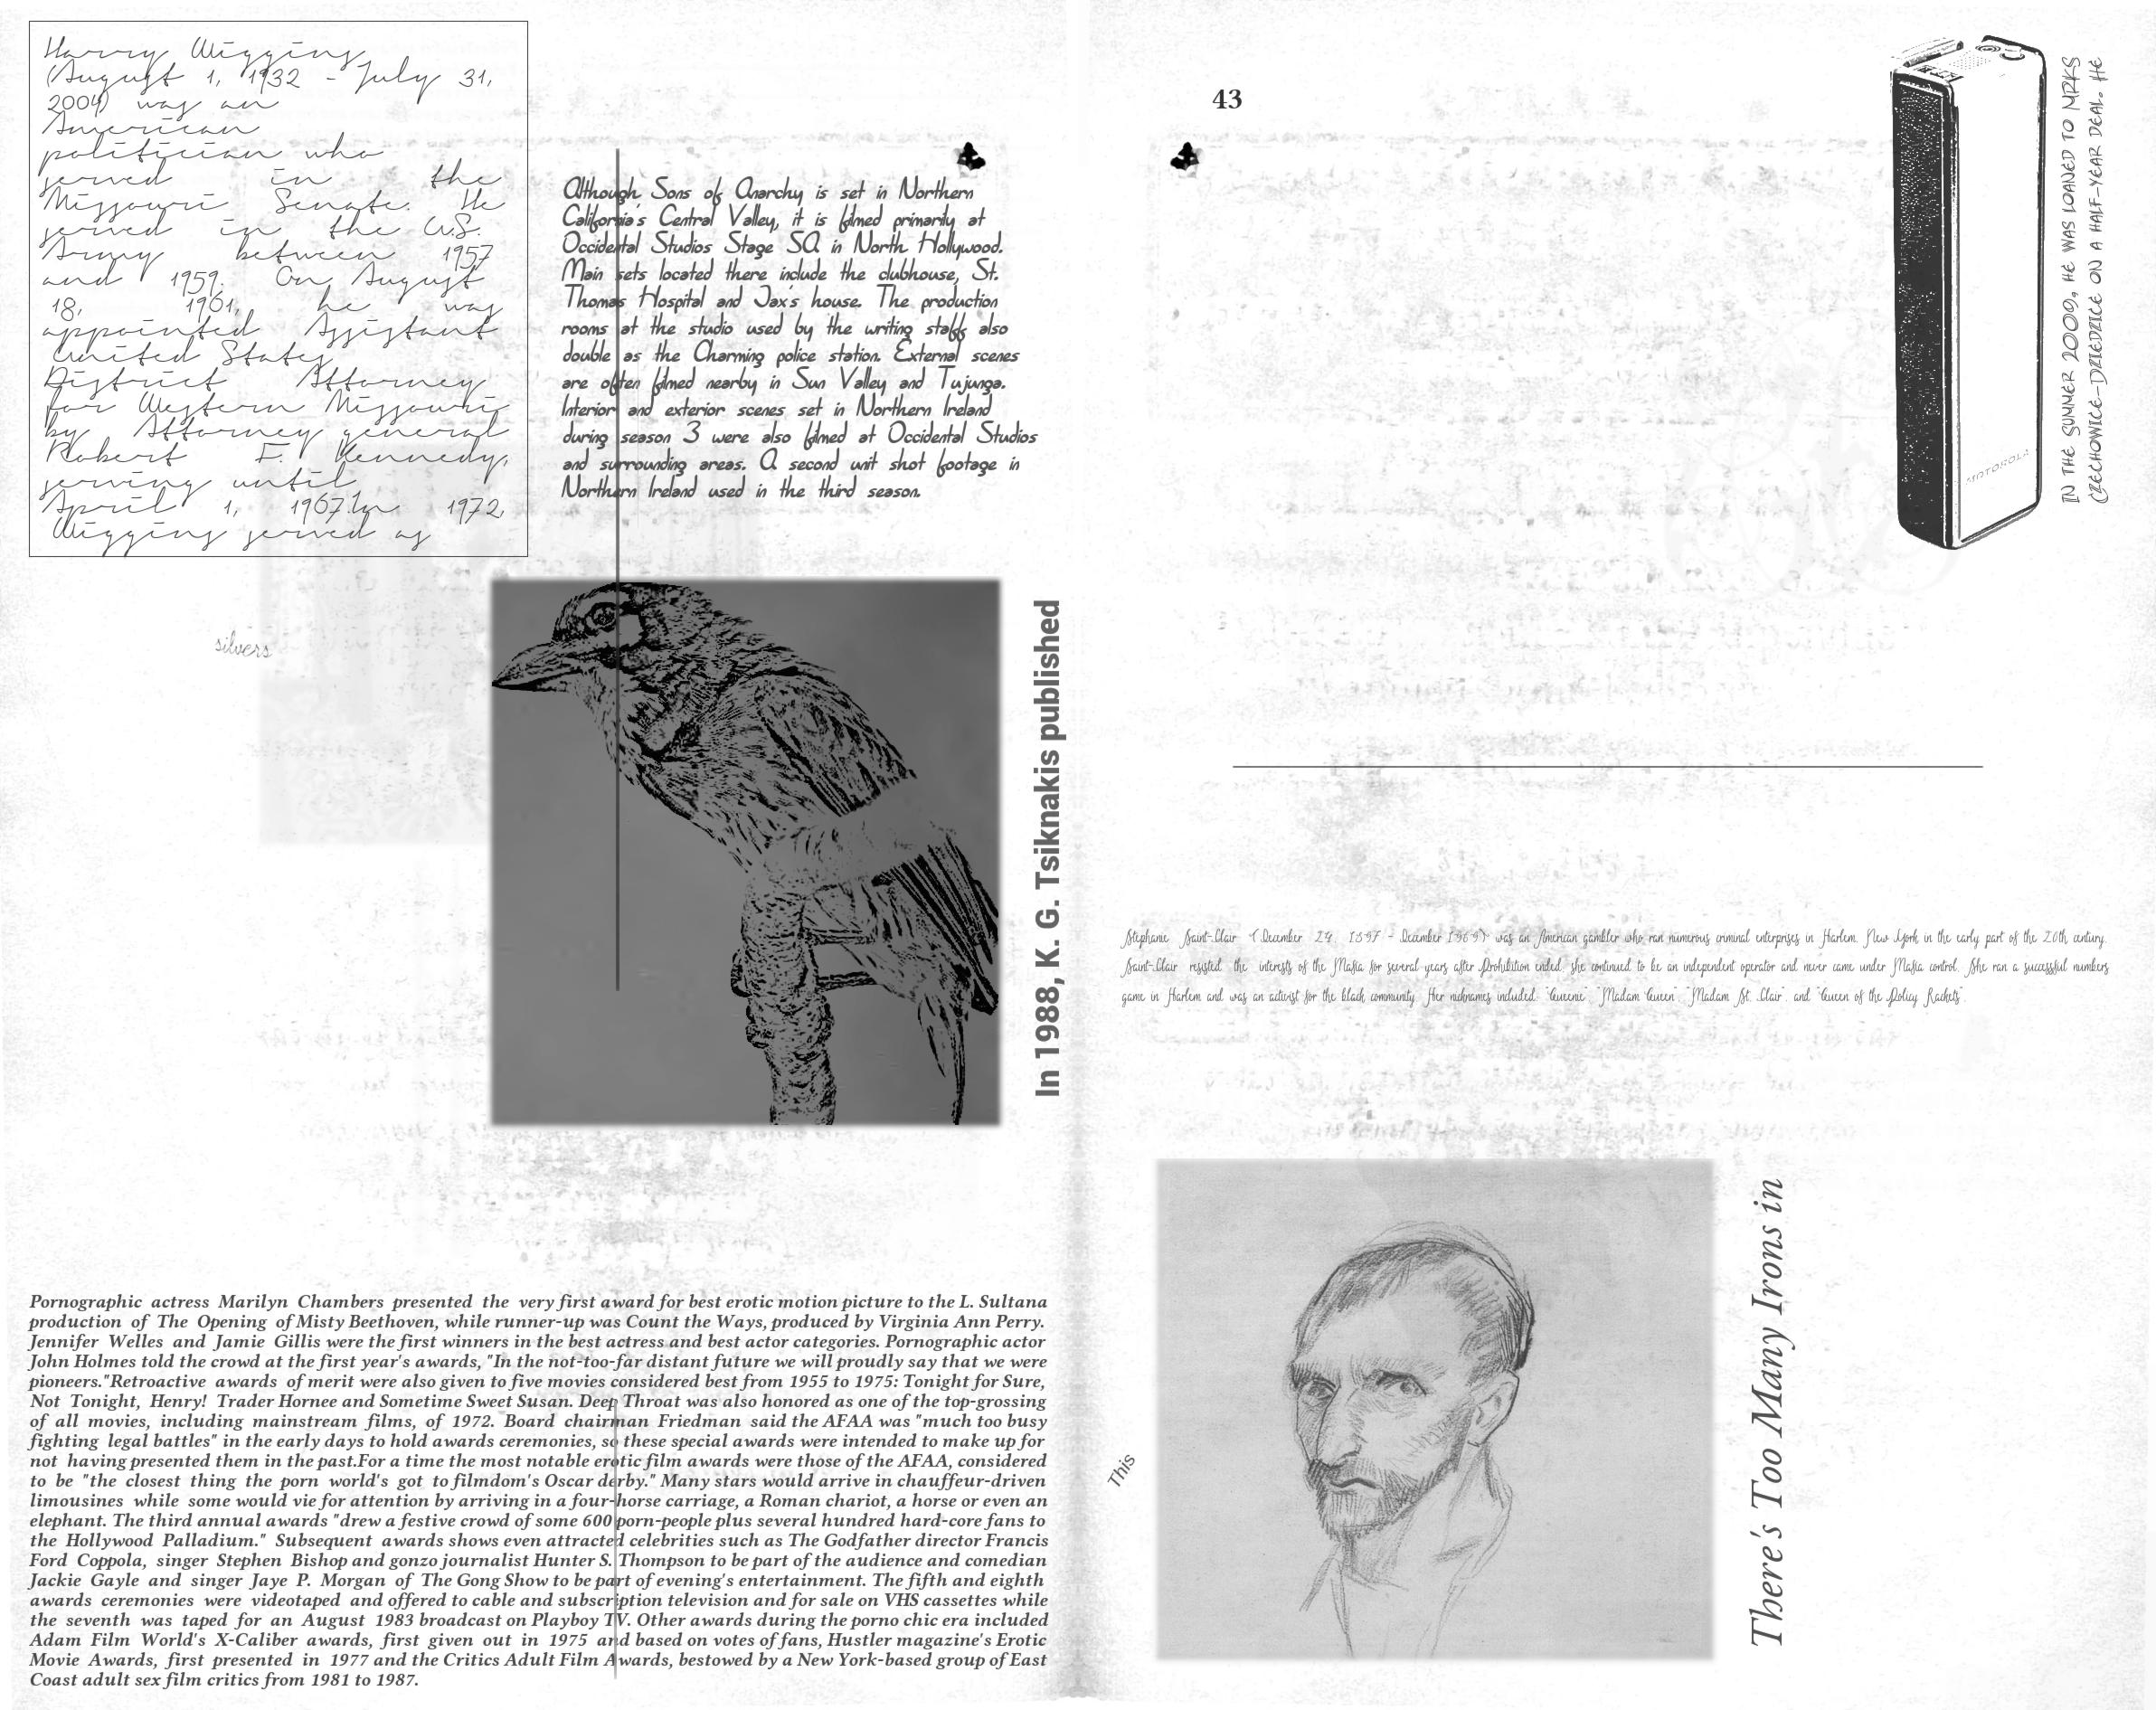 Harry Wiggins
(August 1, 1932 - July 31,
2004) was an
American
politician who
served in the
Missouri Senate. He
served in the U.S.
Army between 1957
and 1959. On August
18, 1961, he was
appointed Assistant
United States
District Attorney
for Western Missouri
by Attorney general
Robert F. Kennedy,
serving until
April 1, 1967.In 1972,
Wiggins served as
Although Sons of Anarchy is set in Northern
California's Central Valley, it is filmed primarily at
Occidental Studios Stage 5A in North Hollywood.
Main sets located there include the clubhouse, St.
Thomas Hospital and Jax's house. The production
rooms at the studio used by the writing staff also
double as the Charming police station. External scenes
are often filmed nearby in Sun Valley and Tujunga.
Interior and exterior scenes set in Northern Ireland
during season 3 were also filmed at Occidental Studios
and surrounding areas. A second unit shot footage in
Northern Ireland used in the third season.
silvers
In 1988, K. G. Tsiknakis published
Pornographic actress Marilyn Chambers presented the very first award for best erotic motion picture to the L. Sultana
production of The Opening of Misty Beethoven, while runner-up was Count the Ways, produced by Virginia Ann Perry.
Jennifer Welles and Jamie Gillis were the first winners in the best actress and best actor categories. Pornographic actor
John Holmes told the crowd at the first year's awards, "In the not-too-far distant future we will proudly say that we were
pioneers."Retroactive awards of merit were also given to five movies considered best from 1955 to 1975: Tonight for Sure,
Not Tonight, Henry! Trader Hornee and Sometime Sweet Susan. Deep Throat was also honored as one of the top-grossing
of all movies, including mainstream films, of 1972. Board chairman Friedman said the AFAA was "much too busy
fighting legal battles" in the early days to hold awards ceremonies, so these special awards were intended to make up for
not having presented them in the past.For a time the most notable erotic film awards were those of the AFAA, considered
to be "the closest thing the porn world's got to filmdom's Oscar derby." Many stars would arrive in chauffeur-driven
limousines while some would vie for attention by arriving in a four-horse carriage, a Roman chariot, a horse or even an
elephant. The third annual awards "drew a festive crowd of some 600 porn-people plus several hundred hard-core fans to
the Hollywood Palladium." Subsequent awards shows even attracted celebrities such as The Godfather director Francis
Ford Coppola, singer Stephen Bishop and gonzo journalist Hunter S. Thompson to be part of the audience and comedian
Jackie Gayle and singer Jaye P. Morgan of The Gong Show to be part of evening's entertainment. The fifth and eighth
awards ceremonies were videotaped and offered to cable and subscription television and for sale on VHS cassettes while
the seventh was taped for an August 1983 broadcast on Playboy TV. Other awards during the porno chic era included
Adam Film World's X-Caliber awards, first given out in 1975 and based on votes of fans, Hustler magazine's Erotic
Movie Awards, first presented in 1977 and the Critics Adult Film Awards, bestowed by a New York-based group of East
Coast adult sex film critics from 1981 to 1987.
43
MOTOROLA
IN THE SUMMER 2009, HE WAS LOANED TO MRKS
CZECHOWICE-DZIEDZICE ON A HALF-YEAR DEAL. HE
Stephanie Saint-Clair (December 24, 1897 – December 1969) was an American gambler who ran numerous criminal enterprises in Harlem, New York in the early part of the 20th century.
Saint-Clair resisted the interests of the Mafia for several years after Prohibition ended; she continued to be an independent operator and never came under Mafia control. She ran a successful numbers
game in Harlem and was an activist for the black community. Her nicknames included: "Queenie", "Madam Queen", "Madam St. Clair", and "Queen of the Policy Rackets".
This
There's Too Many Irons in